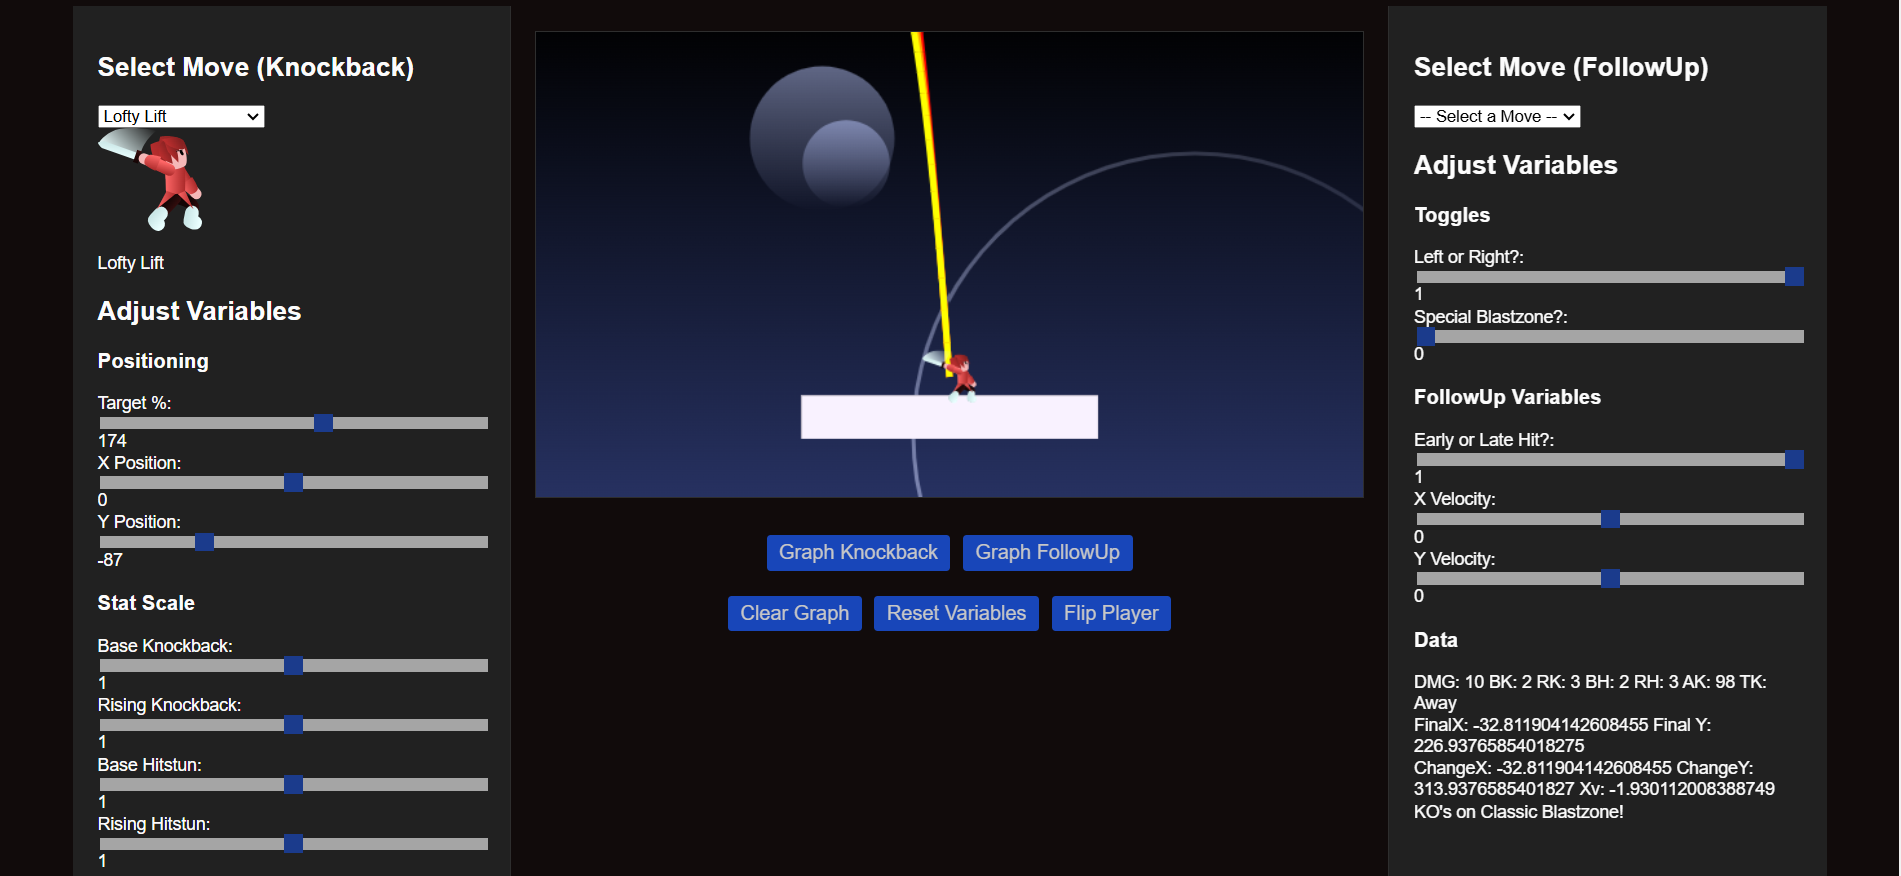 Select Move (Knockback)
Lofty Lift
Lofty Lift
Adjust Variables
Positioning
Target %:
174
X Position:
0
Y Position:
-87
Stat Scale
Base Knockback:
1
Rising Knockback:
1
Base Hitstun:
1
Rising Hitstun:
1
Graph Knockback
Graph FollowUp
Clear Graph
Reset Variables
Flip Player
Select Move (FollowUp)
-- Select a Move --
Adjust Variables
Toggles
Left or Right?:
1
Special Blastzone?:
0
FollowUp Variables
Early or Late Hit?:
1
X Velocity:
0
Y Velocity:
0
Data
DMG: 10 BK: 2 RK: 3 BH: 2 RH: 3 AK: 98 TK:
Away
FinalX: -32.811904142608455 Final Y:
226.93765854018275
ChangeX: -32.811904142608455 ChangeY:
313.9376585401827 Xv: -1.930112008388749
KO's on Classic Blastzone!